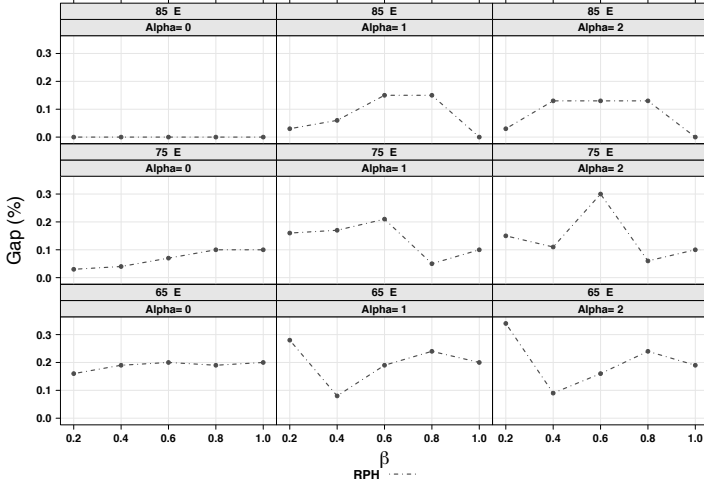 85 E 85 E 85 E
Alpha= 0 Alpha= 1 Alpha= 2
0.3
0.2
0.1
0.0
75 E 75 E 75 E
Alpha= 0 Alpha= 1 Alpha= 2
0.3
0.2
0.1
0.0
Gap (%)
65 E 65 E 65 E
Alpha= 0 Alpha= 1 Alpha= 2
0.3
0.2
0.1
0.0
0.2 0.4 0.6 0.8 1.0 0.2 0.4 0.6 0.8 1.0 0.2 0.4 0.6 0.8 1.0
β
RPH